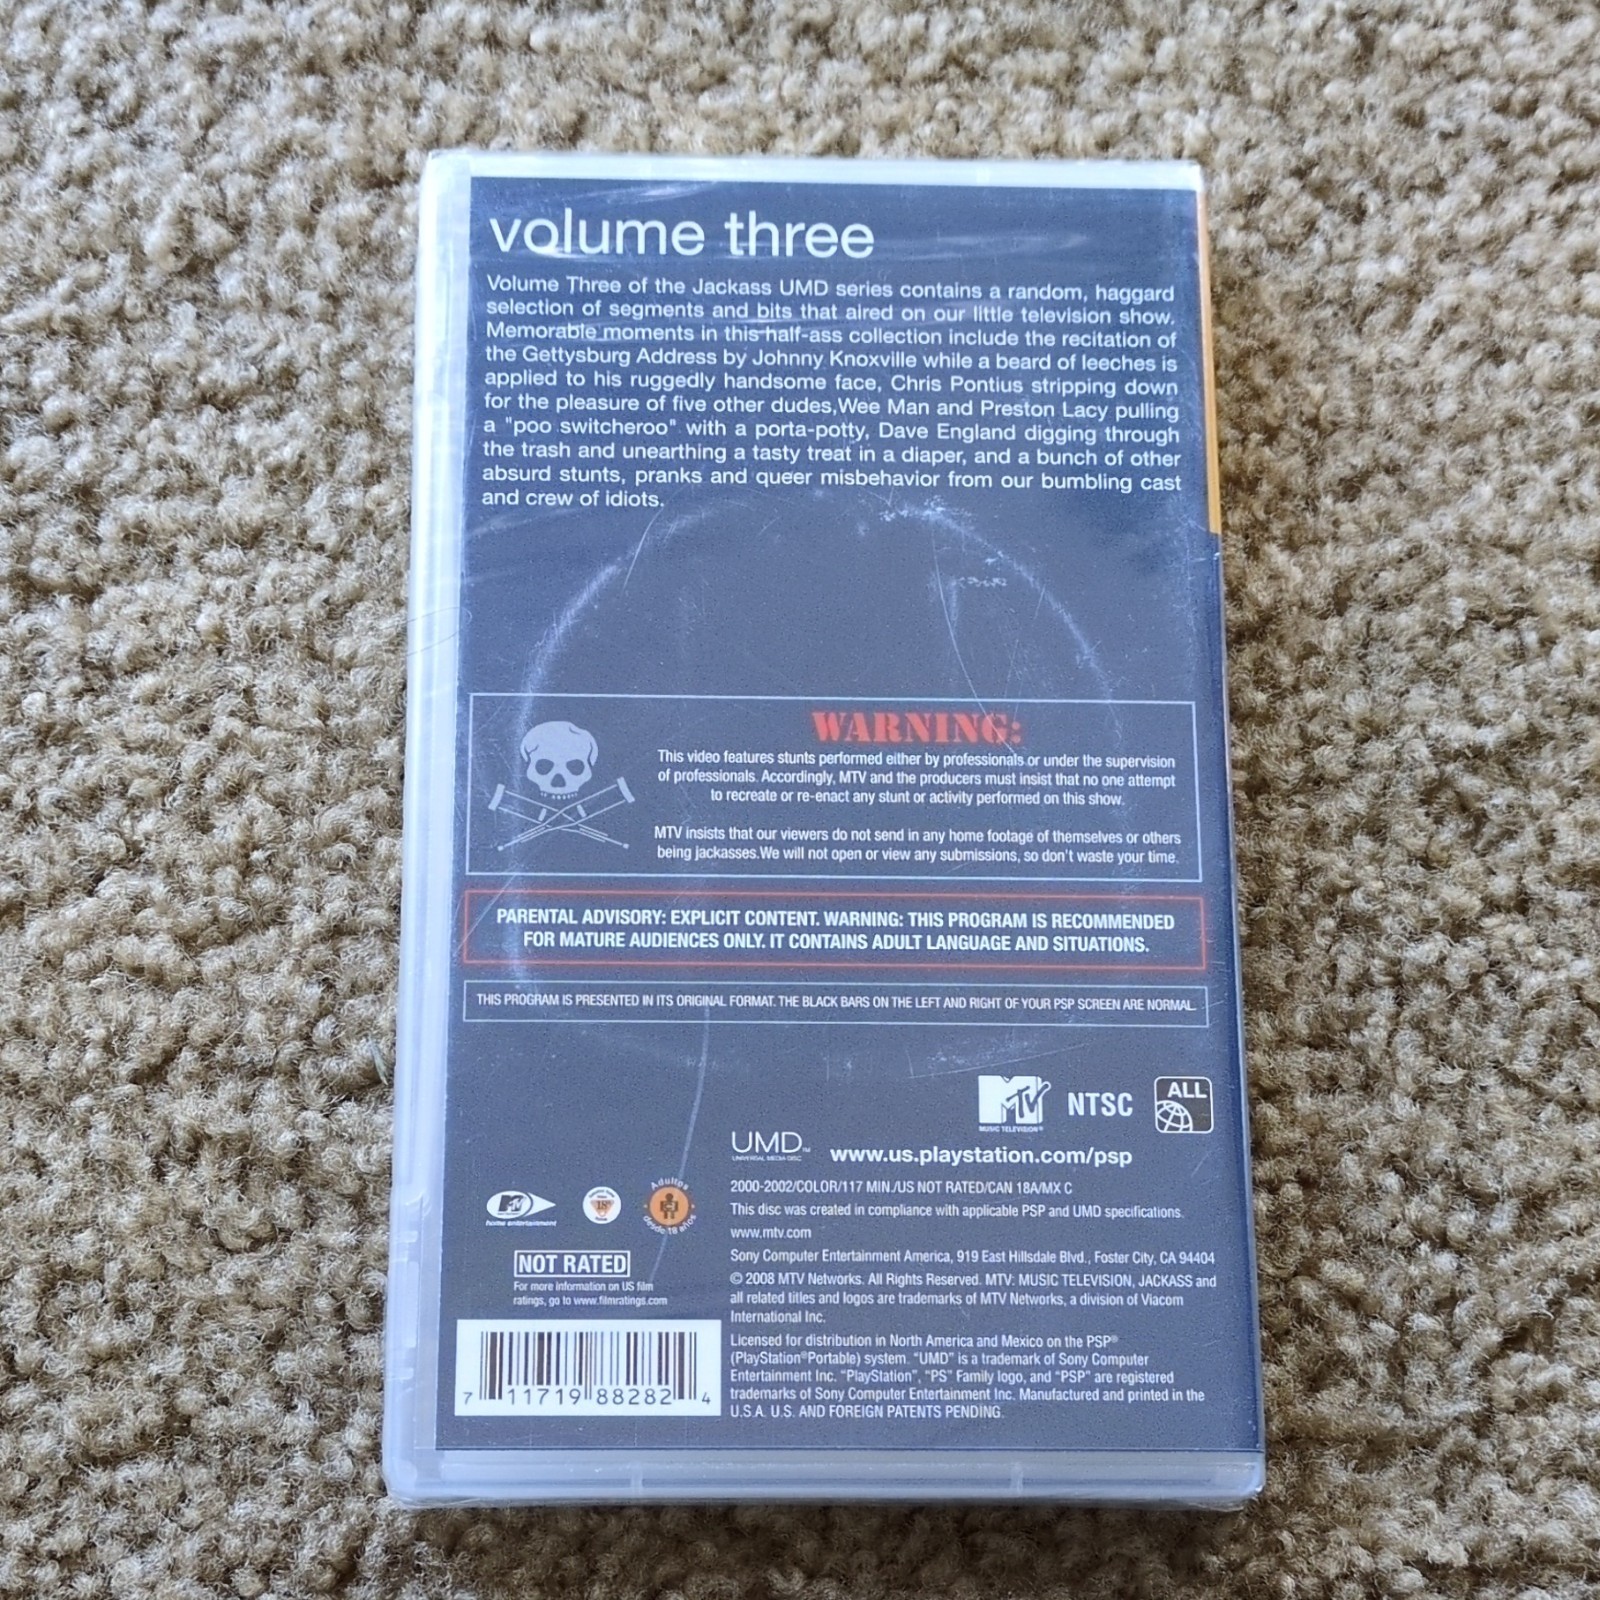 volume three
Volume Three of the Jackass UMD series contains a random, haggard
selection of segments and bits that aired on our little television show.
Memorable moments in this half-ass collection include the recitation of
the Gettysburg Address by Johnny Knoxville while a beard of leeches is
applied to his ruggedly handsome face, Chris Pontius stripping down
for the pleasure of five other dudes,Wee Man and Preston Lacy pulling
a "poo switcheroo" with a porta-potty, Dave England digging through
the trash and unearthing a tasty treat in a diaper, and a bunch of other
absurd stunts, pranks and queer misbehavior from our bumbling cast
and crew of idiots.
WARNING:
This video features stunts performed either by professionals or under the supervision
of professionals. Accordingly, MTV and the producers must insist that no one attempt
to recreate or re-enact any stunt or activity performed on this show.
MTV insists that our viewers do not send in any home footage of themselves or others
being jackasses.We will not open or view any submissions, so don't waste your time.
PARENTAL ADVISORY: EXPLICIT CONTENT. WARNING: THIS PROGRAM IS RECOMMENDED
FOR MATURE AUDIENCES ONLY. IT CONTAINS ADULT LANGUAGE AND SITUATIONS.
THIS PROGRAM IS PRESENTED IN ITS ORIGINAL FORMAT. THE BLACK BARS ON THE LEFT AND RIGHT OF YOUR PSP SCREEN ARE NORMAL.
MTV
MUSIC TELEVISION®
NTSC
ALL
UMD™
UNIVERSAL MEDIA DISC
www.us.playstation.com/psp
MTV
home entertainment
18
Adultos
desde 18 años
2000-2002/COLOR/117 MIN./US NOT RATED/CAN 18A/MX C
This disc was created in compliance with applicable PSP and UMD specifications.
www.mtv.com
NOT RATED
For more information on US film
ratings, go to www.filmratings.com
Sony Computer Entertainment America, 919 East Hillsdale Blvd., Foster City, CA 94404
© 2008 MTV Networks. All Rights Reserved. MTV: MUSIC TELEVISION, JACKASS and
all related titles and logos are trademarks of MTV Networks, a division of Viacom
International Inc.
Licensed for distribution in North America and Mexico on the PSP®
(PlayStation®Portable) system. "UMD" is a trademark of Sony Computer
Entertainment Inc. "PlayStation", "PS" Family logo, and "PSP" are registered
trademarks of Sony Computer Entertainment Inc. Manufactured and printed in the
U.S.A. U.S. AND FOREIGN PATENTS PENDING.
7 11719 88282 4